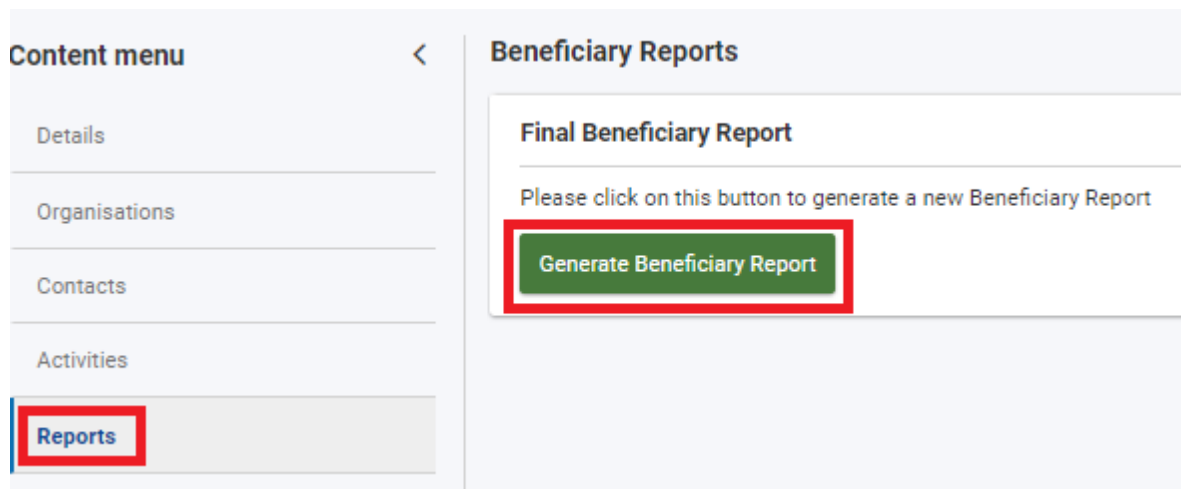 Content menu
Details
Organisations
Contacts
Activities
Reports
Beneficiary Reports
Final Beneficiary Report
Please click on this button to generate a new Beneficiary Report
Generate Beneficiary Report